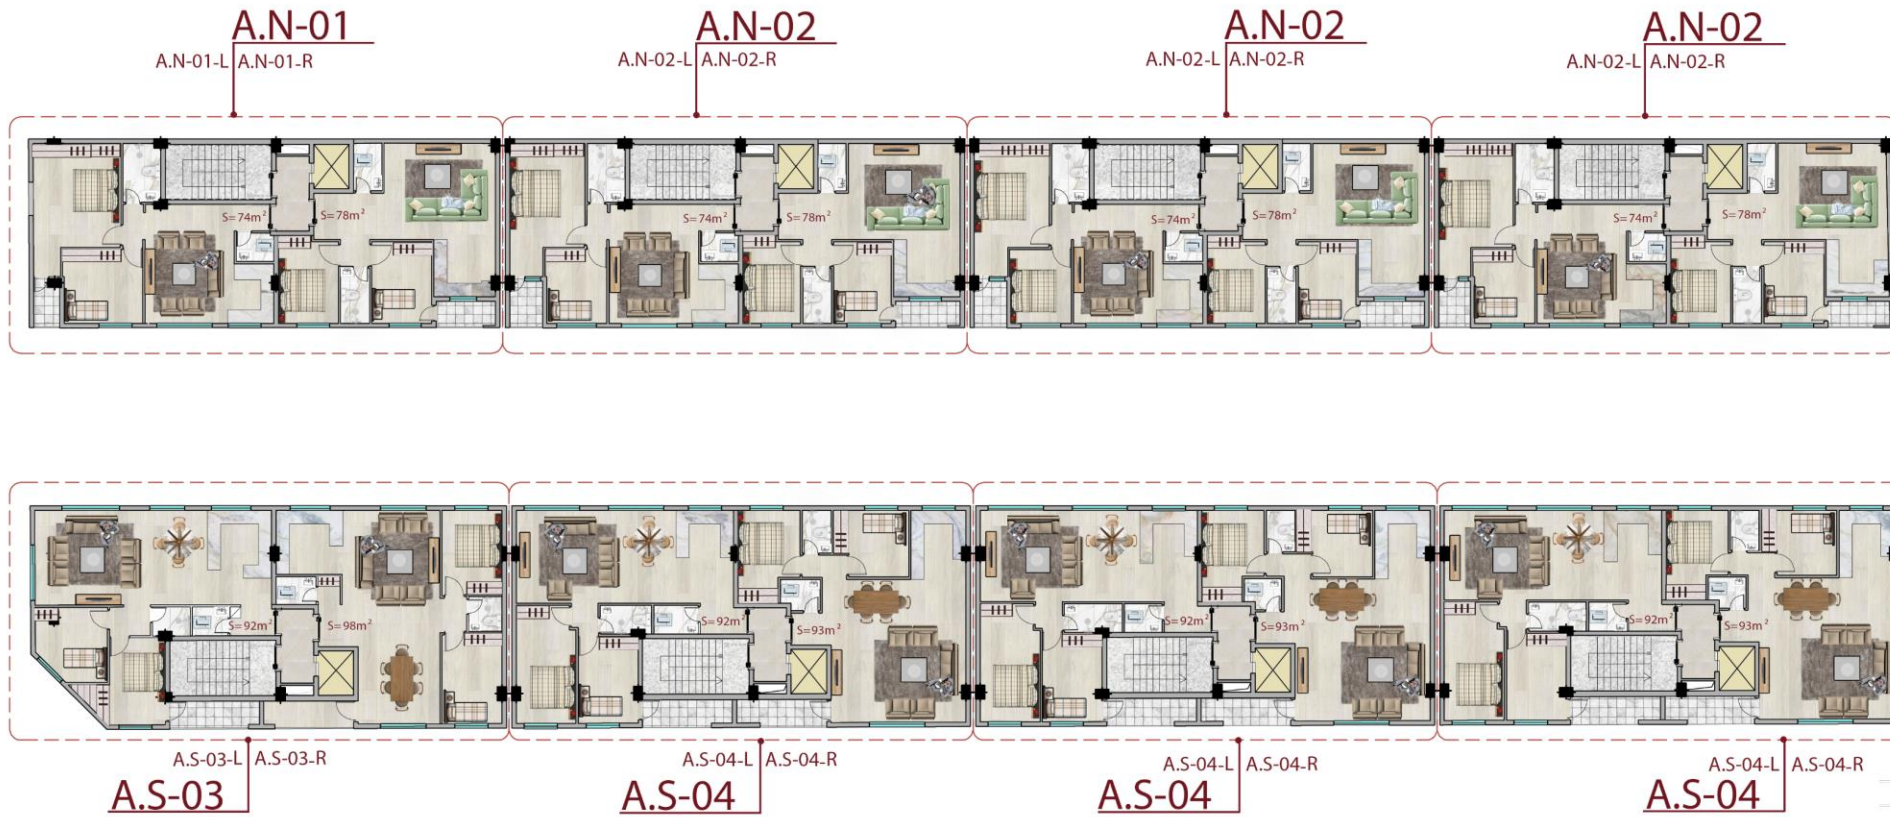 A.N-01
A.N-02
A.N-02
A.N-02
A.N-01-L A.N-01-R
A.N-02-L A.N-02-R
A.N-02-L A.N-02-R
A.N-02-L A.N-02-R
S=74m²
S=78m²
S=74m²
S=78m²
S=74m²
S=78m²
S=74m²
S=78m²
S=92m²
S=98m²
S=92m²
S=93m²
S=92m²
S=93m²
S=92m²
S=93m²
A.S-03-L A.S-03-R
A.S-04-L A.S-04-R
A.S-04-L A.S-04-R
A.S-04-L A.S-04-R
A.S-03
A.S-04
A.S-04
A.S-04